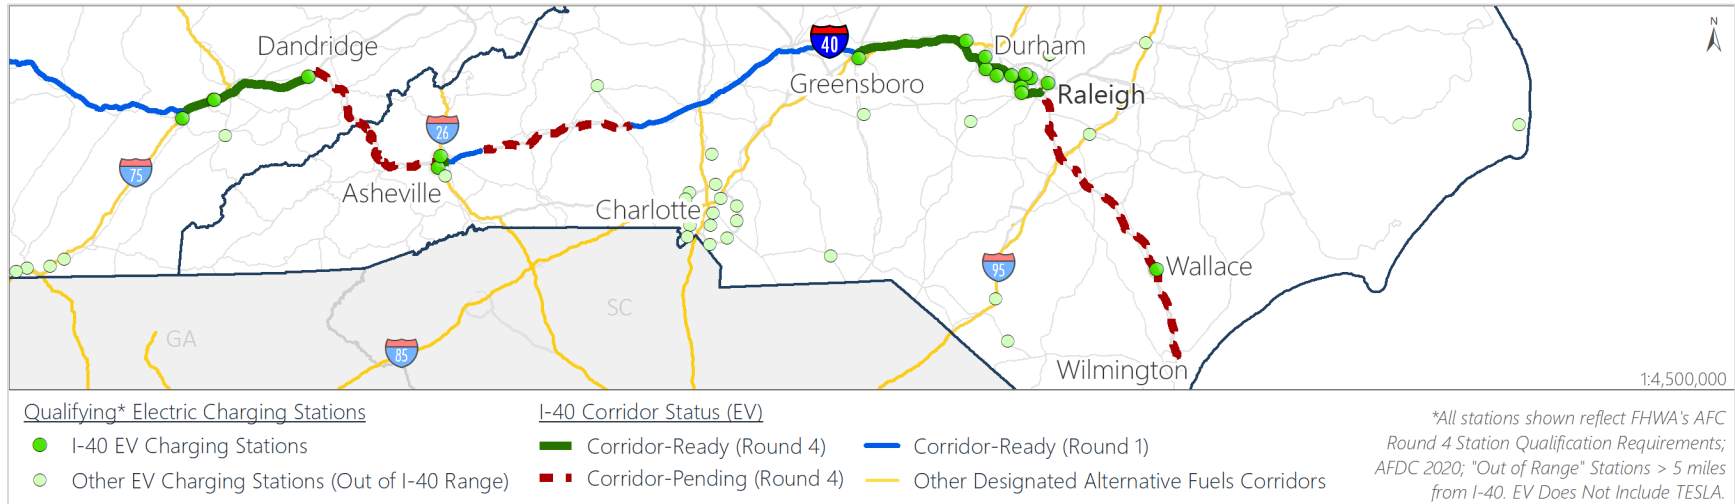 N
Dandridge
40
Durham
Greensboro
Raleigh
26
75
Asheville
Charlotte
95
Wallace
SC
GA
85
Wilmington
1:4,500,000
Qualifying* Electric Charging Stations
I-40 EV Charging Stations
Other EV Charging Stations (Out of I-40 Range)
I-40 Corridor Status (EV)
Corridor-Ready (Round 4)
Corridor-Pending (Round 4)
Corridor-Ready (Round 1)
Other Designated Alternative Fuels Corridors
*All stations shown reflect FHWA's AFC
Round 4 Station Qualification Requirements;
AFDC 2020; "Out of Range" Stations > 5 miles
from I-40. EV Does Not Include TESLA.